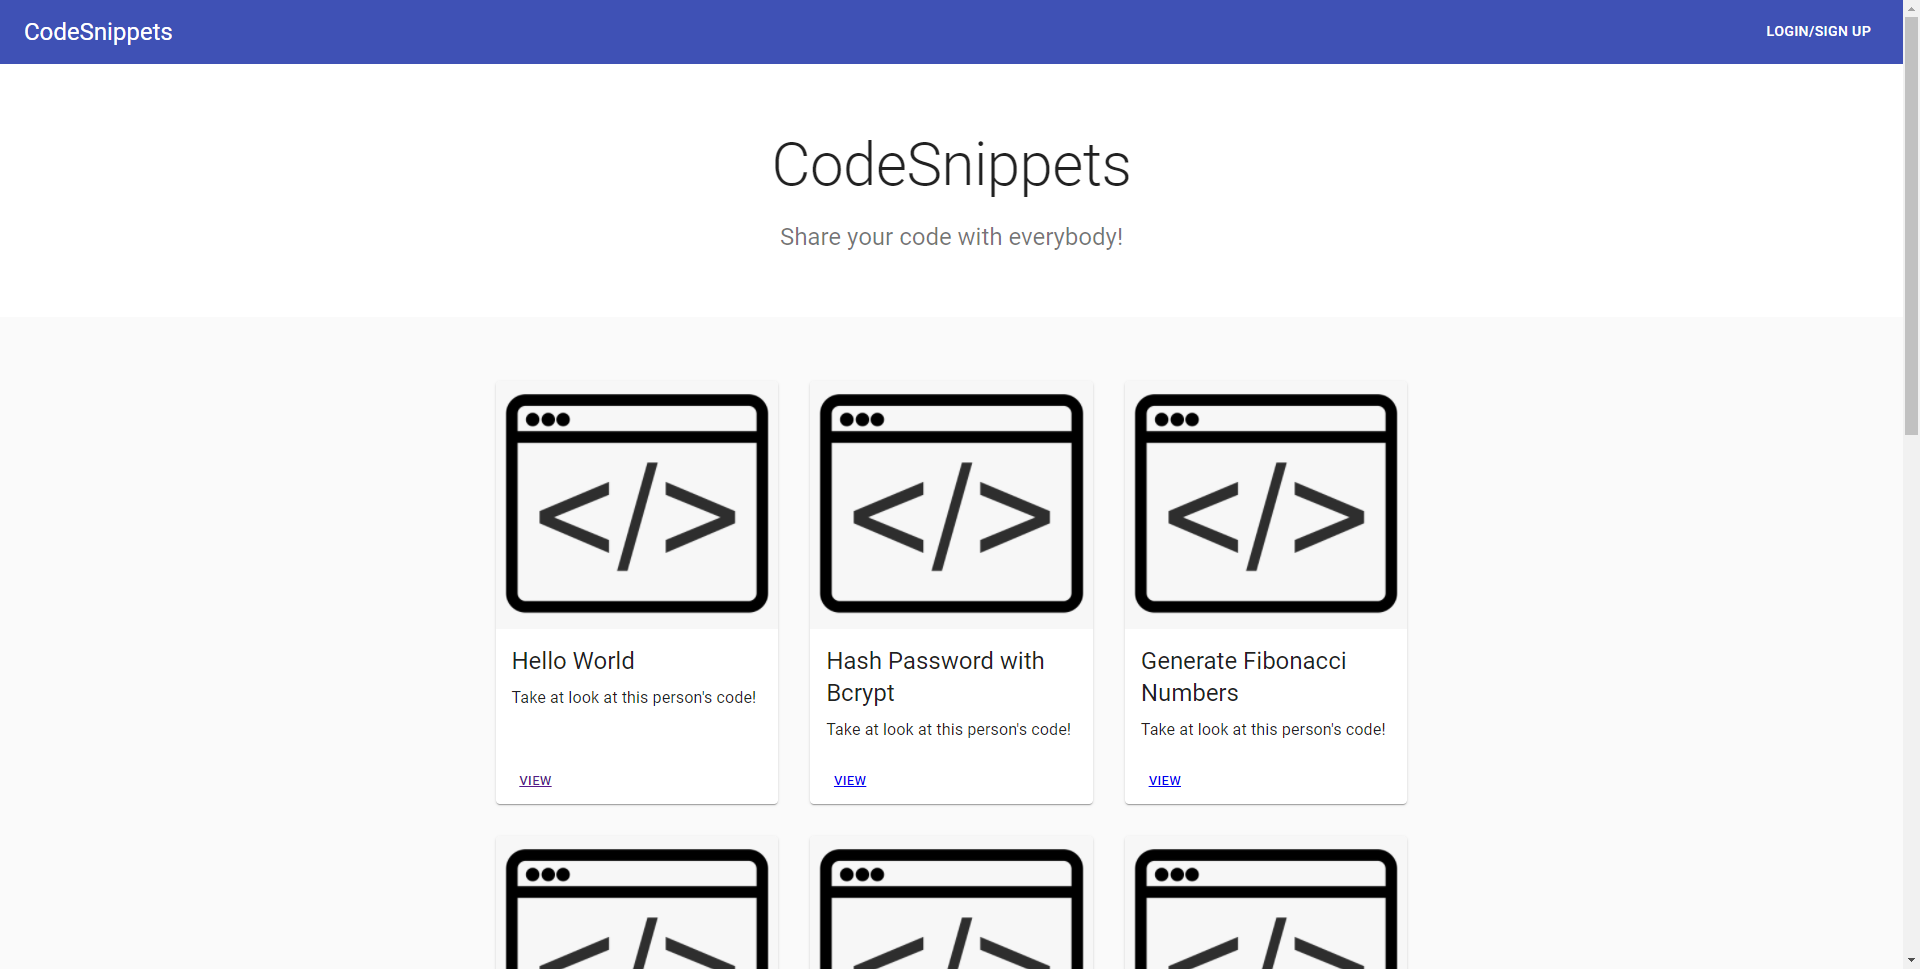 CodeSnippets
LOGIN/SIGN UP
CodeSnippets
Share your code with everybody!
</>
</>
</>
Hello World
Take at look at this person's code!
VIEW
Hash Password with
Bcrypt
Take at look at this person's code!
VIEW
Generate Fibonacci
Numbers
Take at look at this person's code!
VIEW
</>
</>
</>